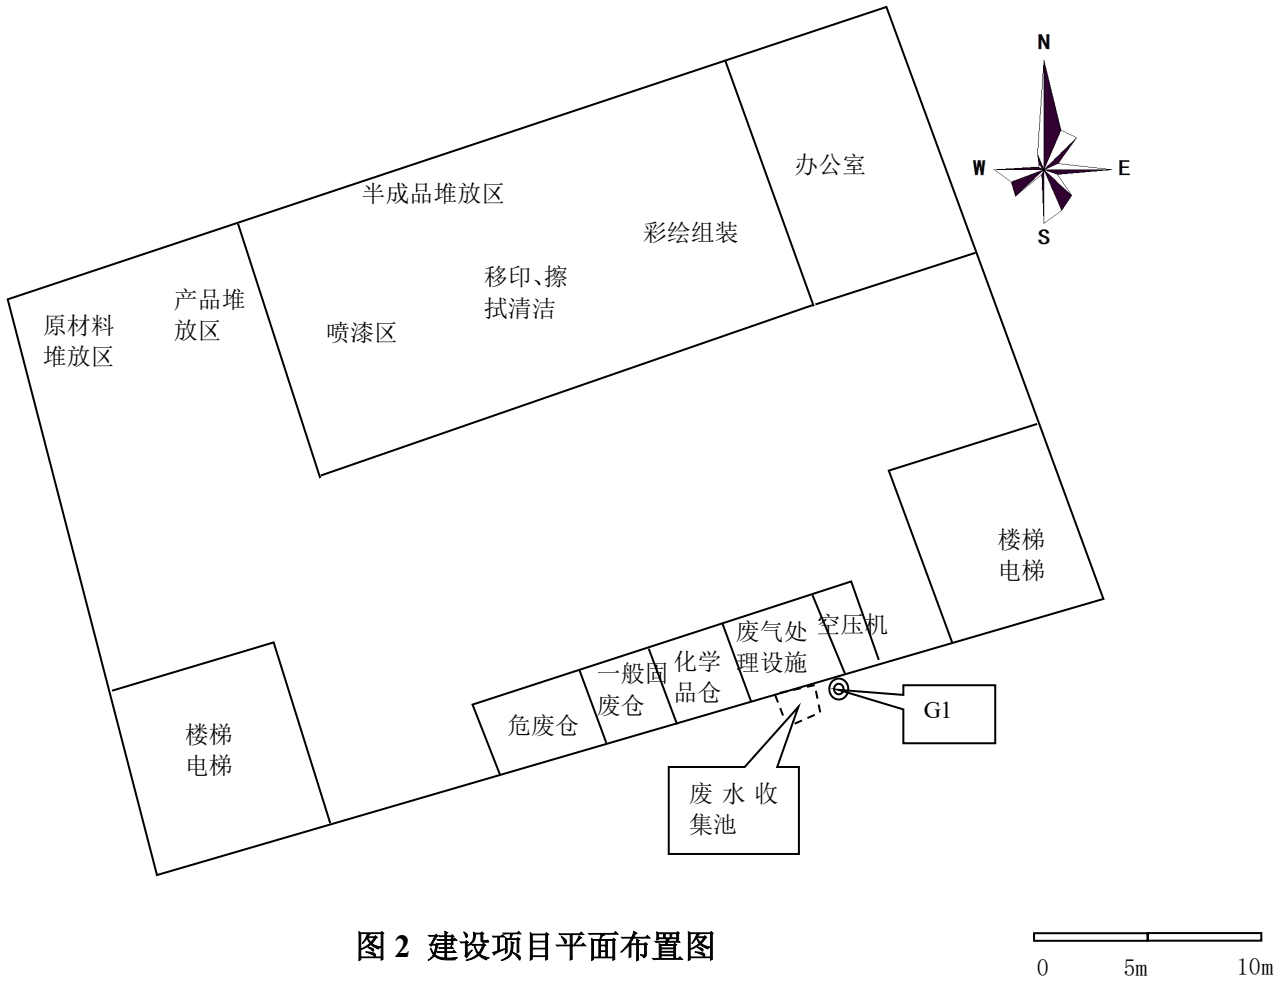 N
办公室
W
E
半成品堆放区
彩绘组装
S
移印、擦
拭清洁
产品堆
放区
原材料
堆放区
喷漆区
楼梯
电梯
空压机
废气处
理设施
化学
品仓
一般固
废仓
危废仓
G1
楼梯
电梯
废水收
集池
图2 建设项目平面布置图
0 5m 10m